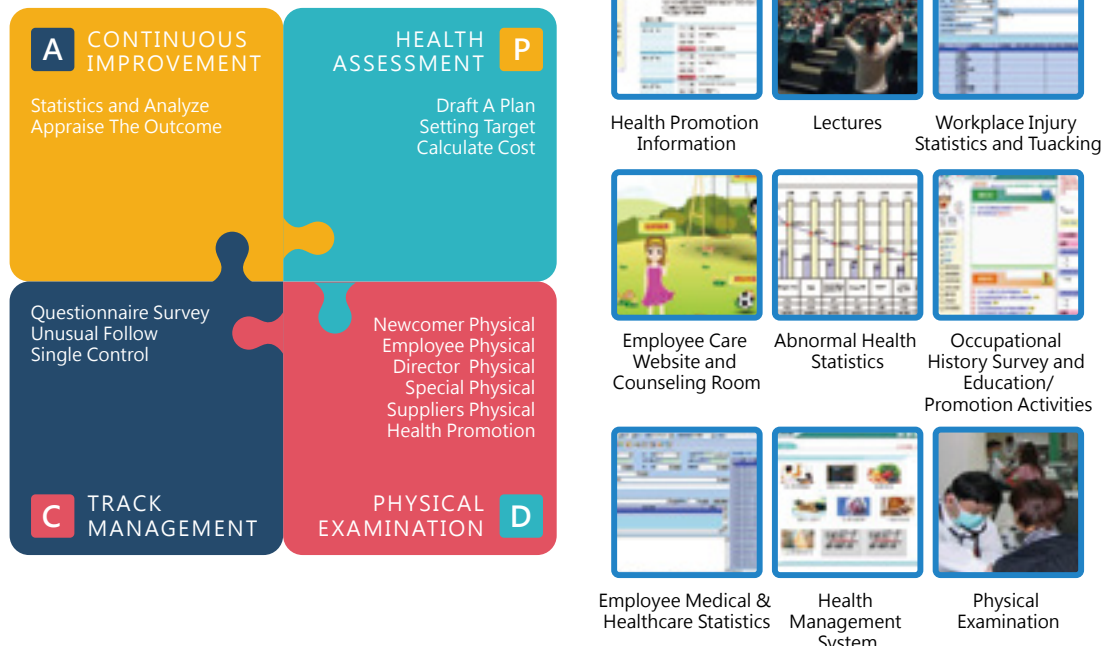 A
CONTINUOUS
IMPROVEMENT
Statistics and Analyze
Appraise The Outcome
HEALTH
ASSESSMENT
P
Draft A Plan
Setting Target
Calculate Cost
Questionnaire Survey
Unusual Follow
Single Control
C
TRACK
MANAGEMENT
Newcomer Physical
Employee Physical
Director Physical
Special Physical
Suppliers Physical
Health Promotion
PHYSICAL
EXAMINATION
D
Health Promotion
Information
Lectures
Workplace Injury
Statistics and Tuacking
Employee Care
Website and
Counseling Room
Abnormal Health
Statistics
Occupational
History Survey and
Education/
Promotion Activities
Employee Medical &
Healthcare Statistics
Health
Management
System
Physical
Examination